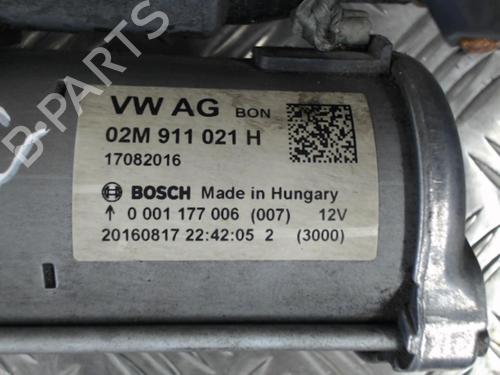 VW AG BON
02M 911 021 H
17082016
BOSCH Made in Hungary
↑ 0 001 177 006 (007) 12V
20160817 22:42:05 2 (3000)
B-PARTS